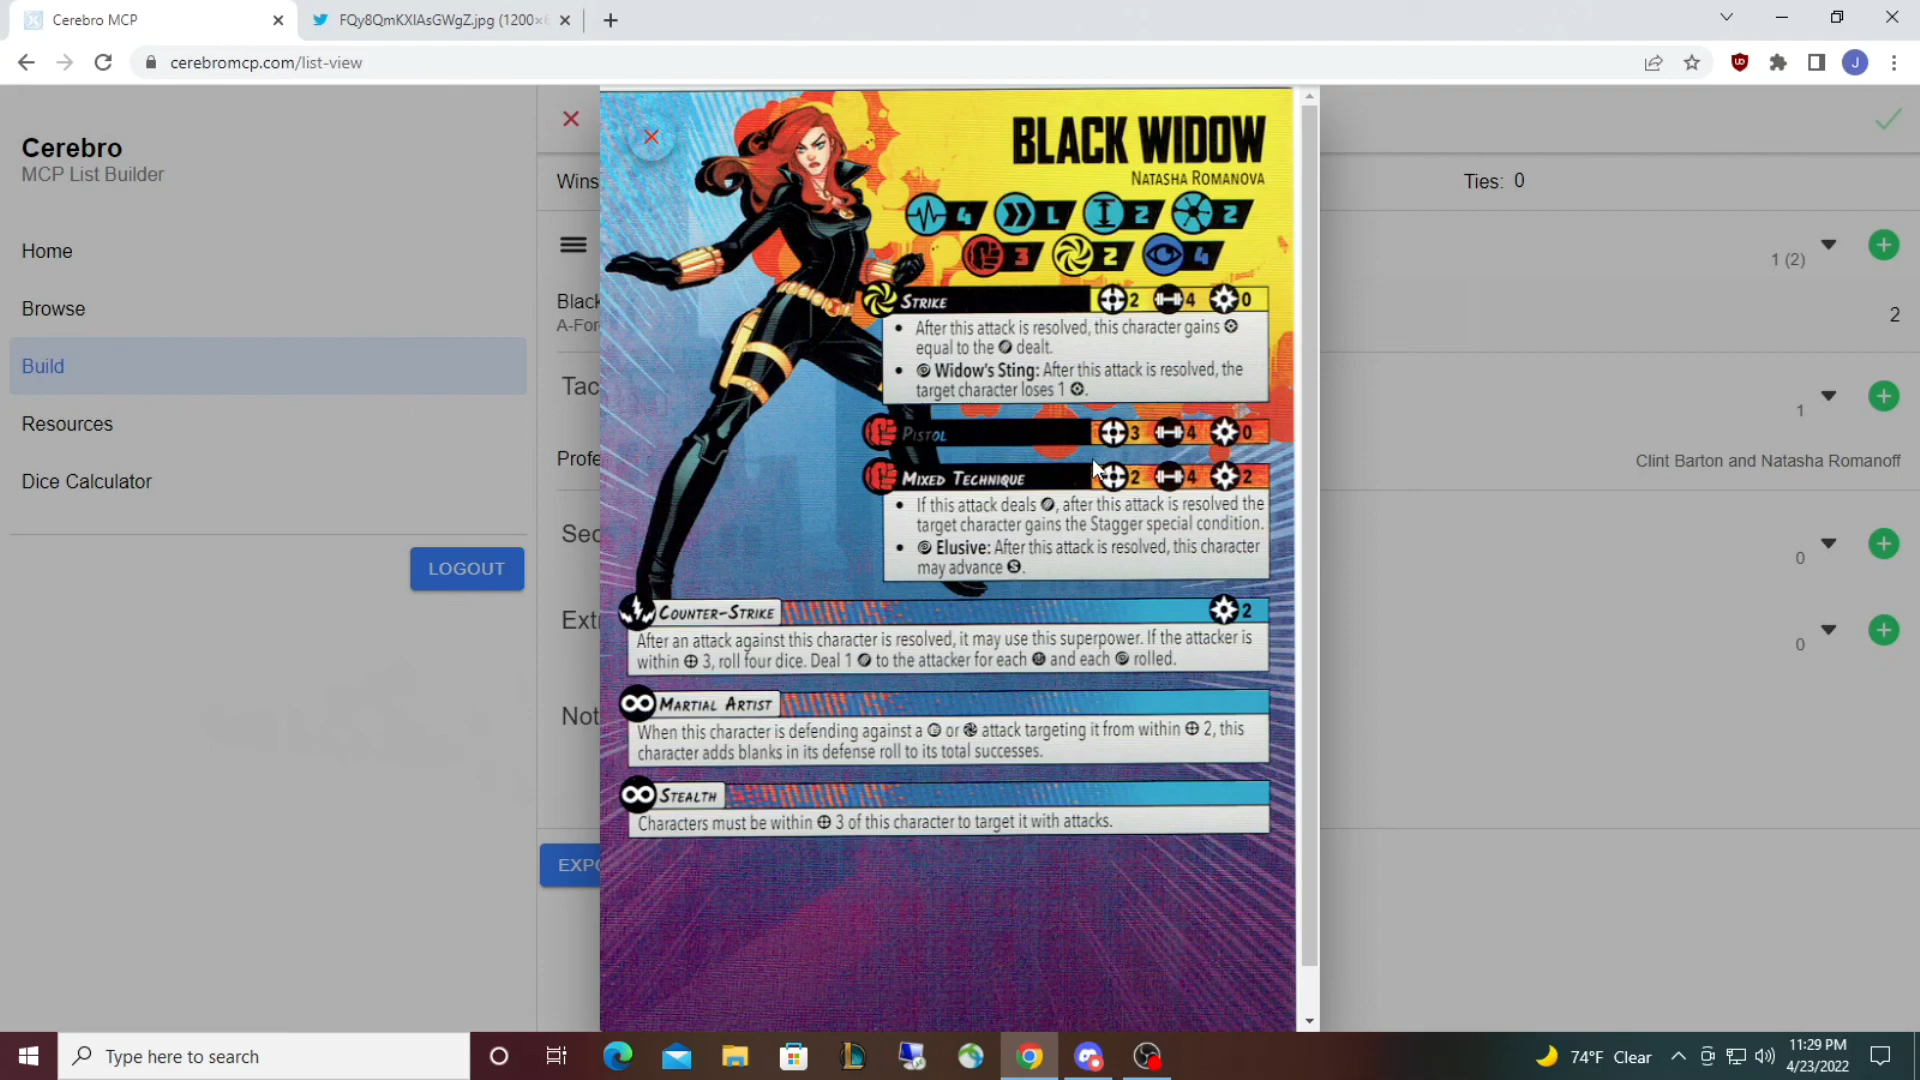 Cerebro MCP
FQy8QmKXIAsGWgZ.jpg (1200×6
cerebromcp.com/list-view
J
Cerebro
MCP List Builder
Home
Browse
Build
Resources
Dice Calculator
LOGOUT
Wins
Ties: 0
1 (2)
Black
A-For
2
Tac
1
Profe
Clint Barton and Natasha Romanoff
Sec
0
Ext
0
Not
EXPO
BLACK WIDOW
NATASHA ROMANOVA
4 L 2 2
3 2 4
STRIKE 2 4 0
After this attack is resolved, this character gains
equal to the dealt.
Widow's Sting: After this attack is resolved, the
target character loses 1 .
PISTOL 3 4 0
MIXED TECHNIQUE 2 4 2
If this attack deals , after this attack is resolved the
target character gains the Stagger special condition.
Elusive: After this attack is resolved, this character
may advance S.
COUNTER-STRIKE 2
After an attack against this character is resolved, it may use this superpower. If the attacker is
within 3, roll four dice. Deal 1 to the attacker for each and each rolled.
MARTIAL ARTIST
When this character is defending against a or attack targeting it from within 2, this
character adds blanks in its defense roll to its total successes.
STEALTH
Characters must be within 3 of this character to target it with attacks.
Type here to search
74°F Clear
11:29 PM
4/23/2022